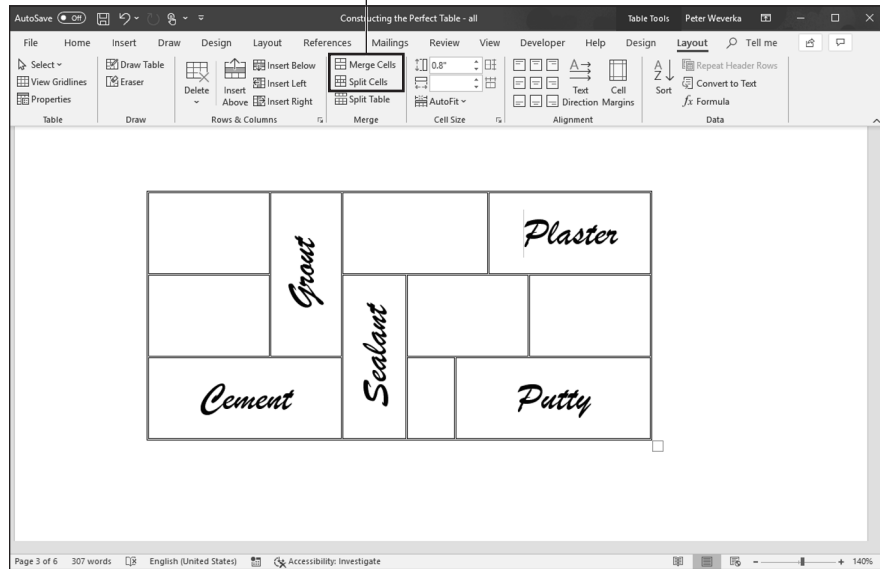 AutoSave Off Constructing the Perfect Table - all Table Tools Peter Weverka
File Home Insert Draw Design Layout References Mailings Review View Developer Help Design Layout Tell me
Select Draw Table Delete Insert Above Insert Below Merge Cells 0.8" Text Direction Cell Margins Sort Repeat Header Rows
View Gridlines Eraser Insert Left Split Cells Convert to Text
Properties Insert Right Split Table AutoFit fx Formula
Table Draw Rows & Columns Merge Cell Size Alignment Data
Grout
Plaster
Sealant
Cement
Putty
Page 3 of 6 307 words English (United States) Accessibility: Investigate 140%